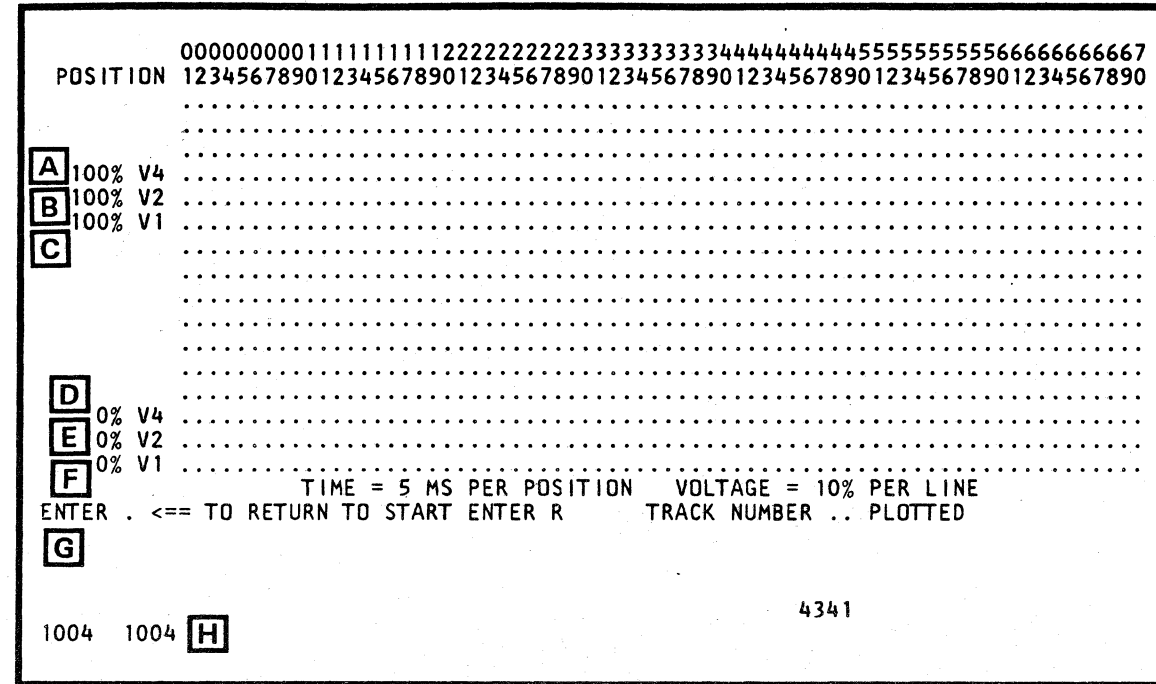 0000000001111111111222222222233333333334444444444555555555566666666667
POSITION 1234567890123456789012345678901234567890123456789012345678901234567890
......................................................................
......................................................................
......................................................................
A 100% V4 ......................................................................
B 100% V2 ......................................................................
100% V1 ......................................................................
C ......................................................................
......................................................................
......................................................................
......................................................................
......................................................................
......................................................................
D ......................................................................
0% V4 ......................................................................
E 0% V2 ......................................................................
F 0% V1 ......................................................................
TIME = 5 MS PER POSITION VOLTAGE = 10% PER LINE
ENTER . <== TO RETURN TO START ENTER R TRACK NUMBER .. PLOTTED
G
4341
1004 1004 H